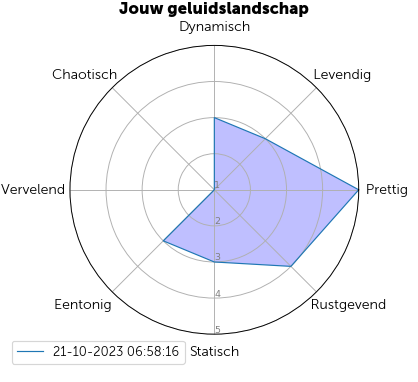 Jouw geluidslandschap
Dynamisch
Chaotisch
Levendig
Vervelend
1
Prettig
2
3
4
Eentonig
Rustgevend
5
21-10-2023 06:58:16
Statisch